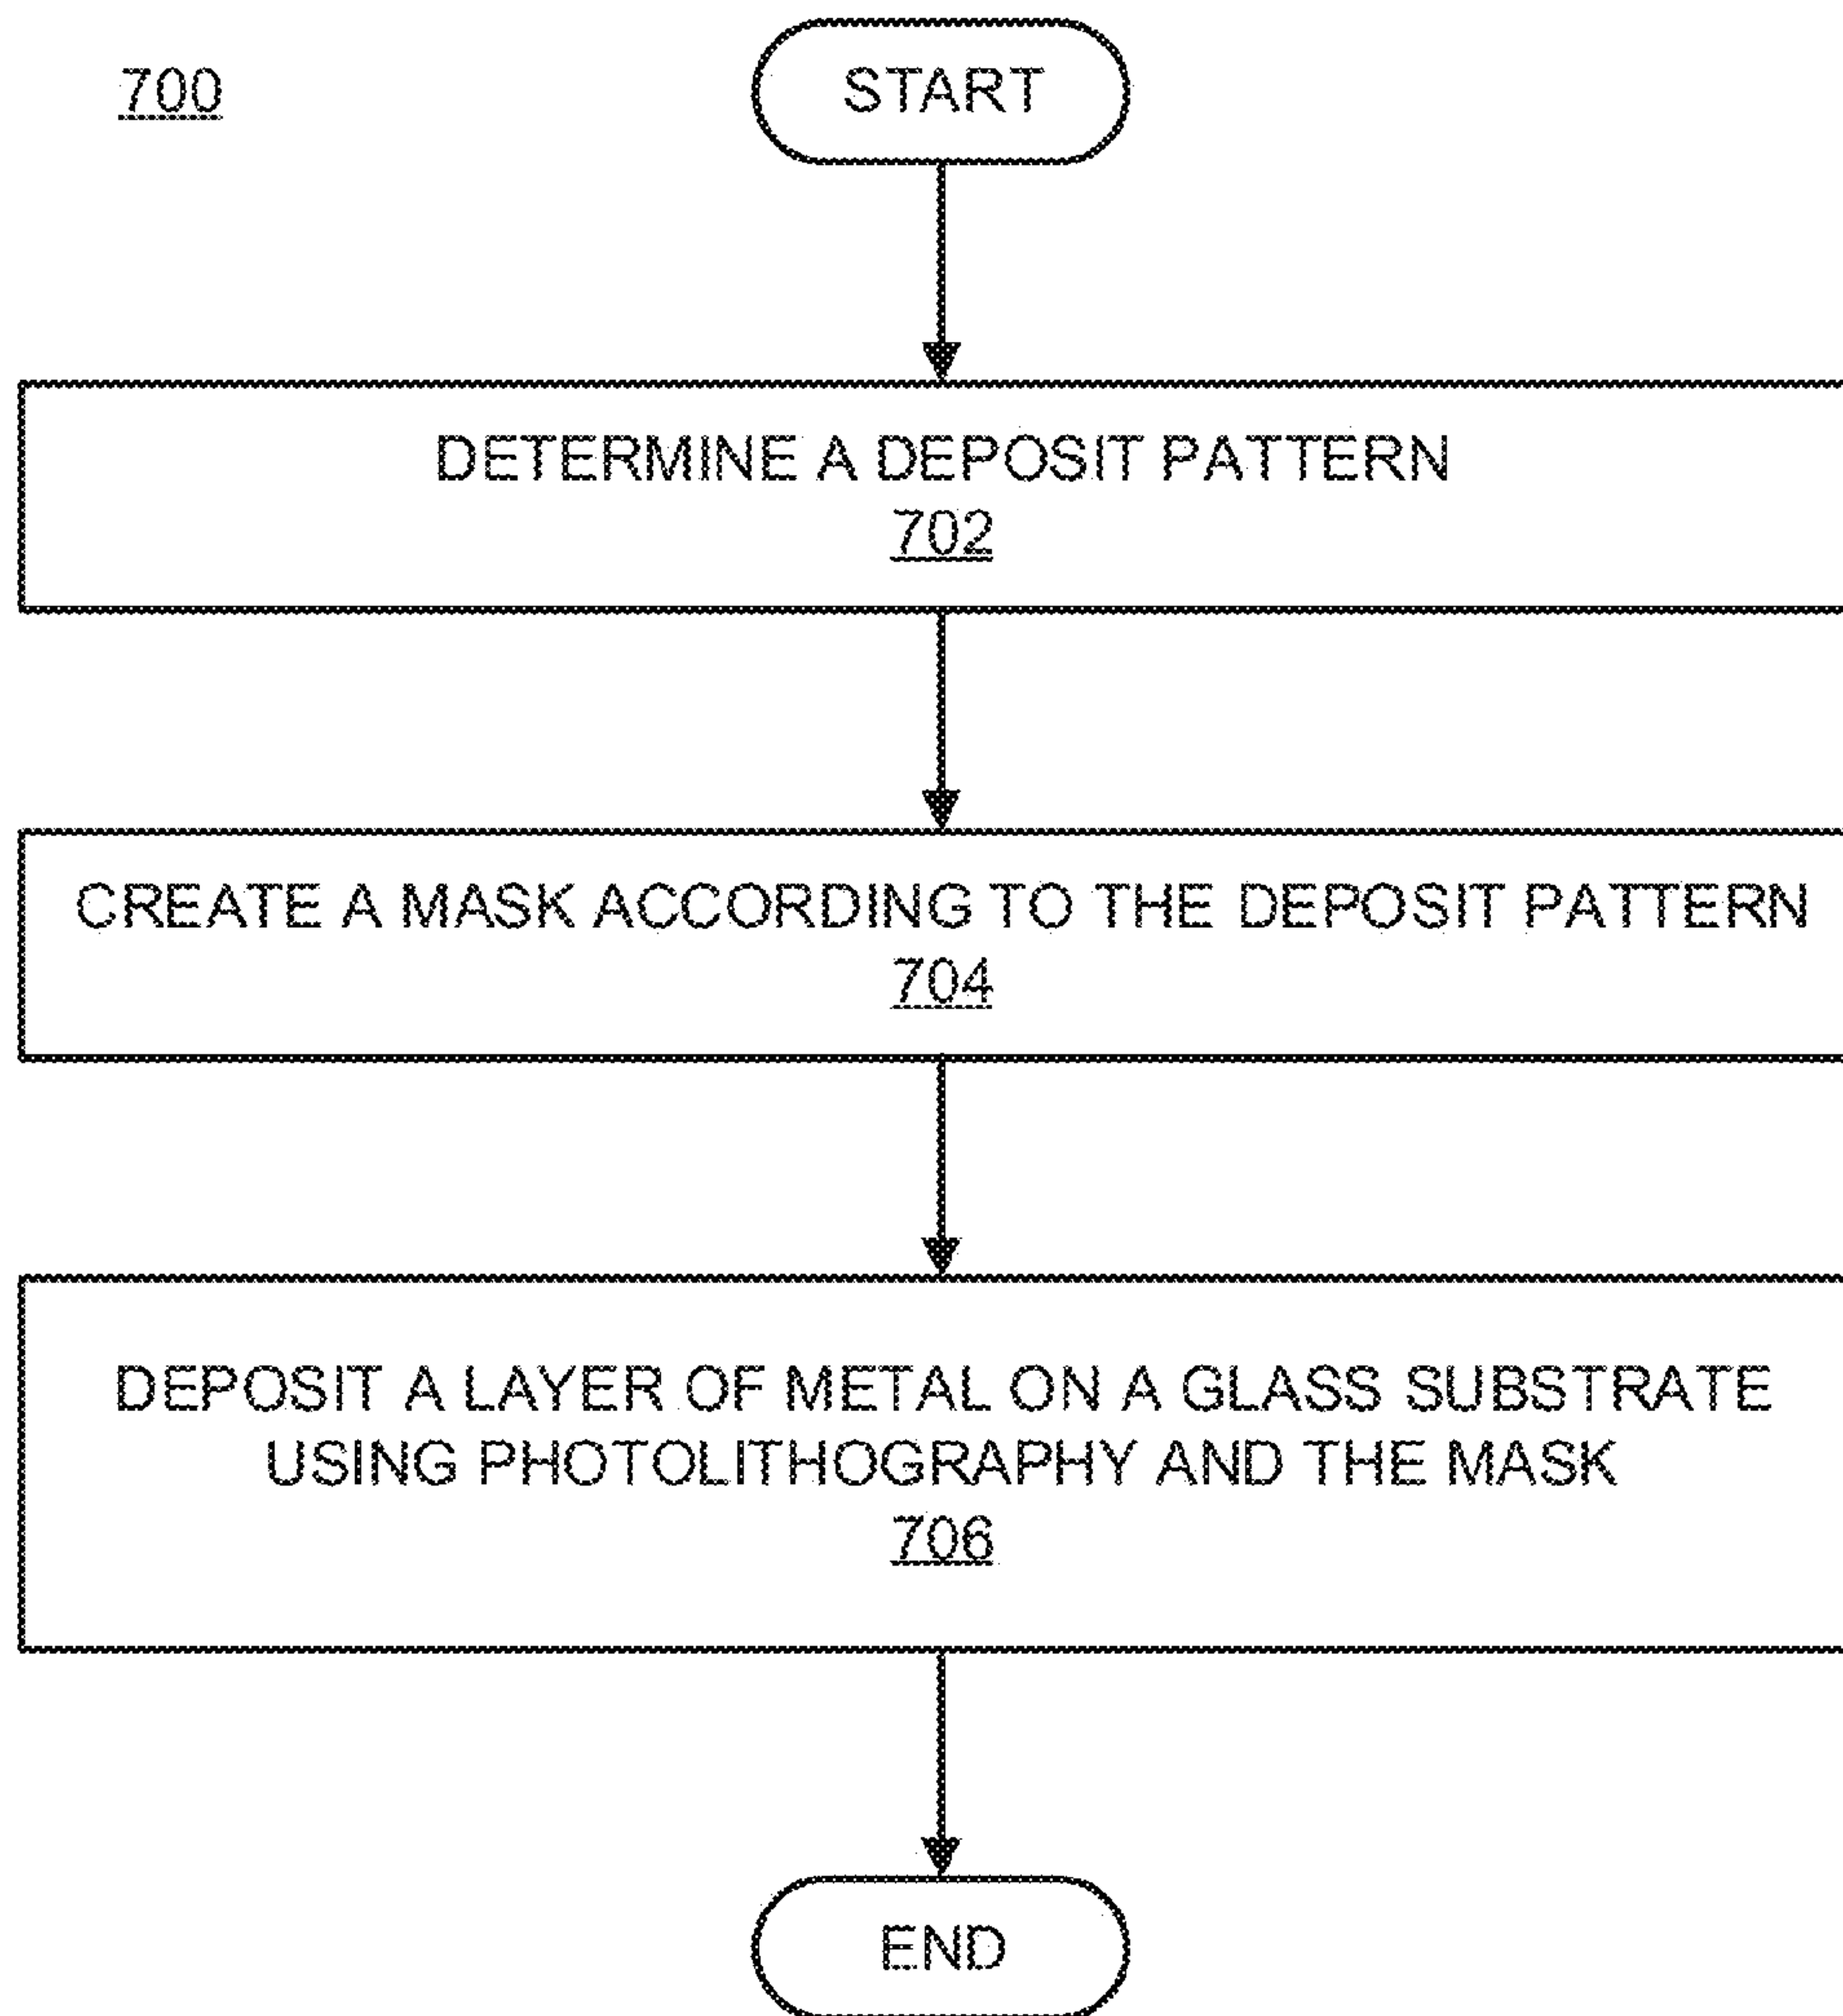 700
START
DETERMINE A DEPOSIT PATTERN
702
CREATE A MASK ACCORDING TO THE DEPOSIT PATTERN
704
DEPOSIT A LAYER OF METAL ON A GLASS SUBSTRATE
USING PHOTOLITHOGRAPHY AND THE MASK
706
END